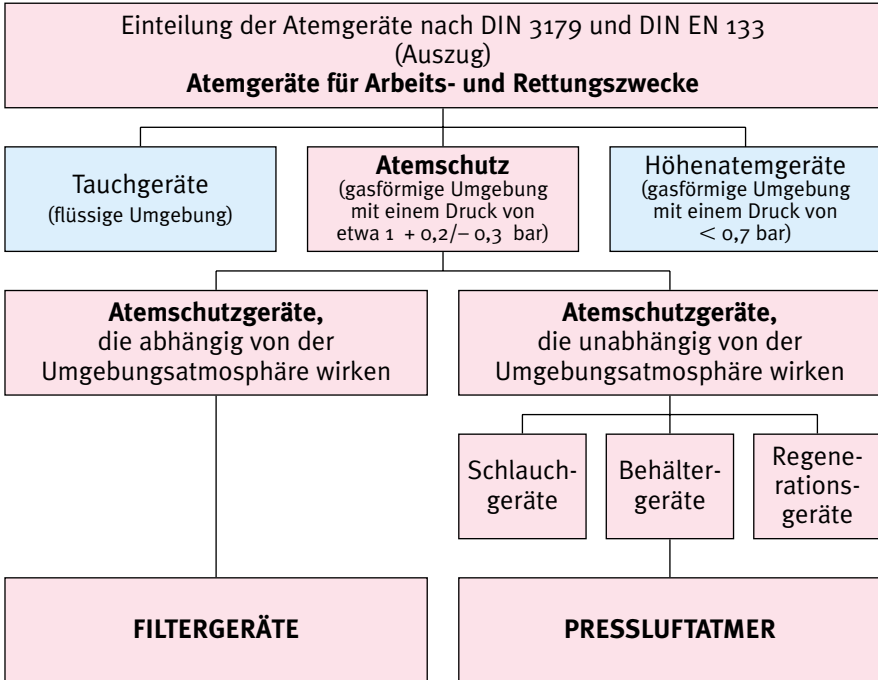 Einteilung der Atemgeräte nach DIN 3179 und DIN EN 133
(Auszug)
Atemgeräte für Arbeits- und Rettungszwecke
Tauchgeräte
(flüssige Umgebung)
Atemschutz
(gasförmige Umgebung
mit einem Druck von
etwa 1 + 0,2/– 0,3 bar)
Höhenatemgeräte
(gasförmige Umgebung
mit einem Druck von
< 0,7 bar)
Atemschutzgeräte,
die abhängig von der
Umgebungsatmosphäre wirken
Atemschutzgeräte,
die unabhängig von der
Umgebungsatmosphäre wirken
Schlauch-
geräte
Behälter-
geräte
Regene-
rations-
geräte
FILTERGERÄTE
PRESSLUFTATMER